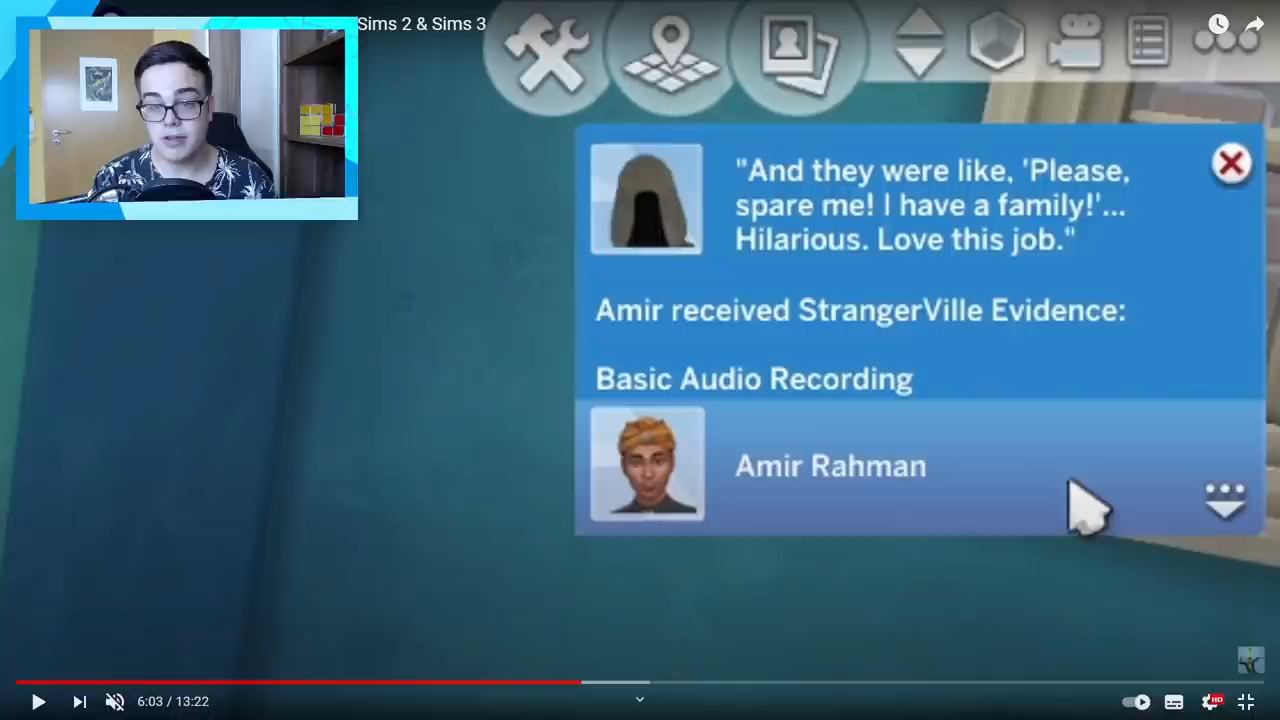 Sims 2 & Sims 3
"And they were like, 'Please,
spare me! I have a family!'...
Hilarious. Love this job."
Amir received StrangerVille Evidence:
Basic Audio Recording
Amir Rahman
6:03 / 13:22
HD